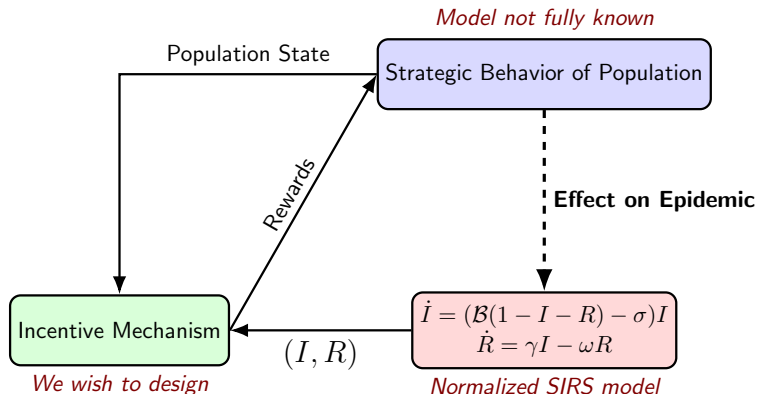 Model not fully known
Population State
Strategic Behavior of Population
Rewards
Effect on Epidemic
Incentive Mechanism
(I, R)
İ = (ℬ(1 − I − R) − σ)I
Ṙ = γI − ωR
We wish to design
Normalized SIRS model